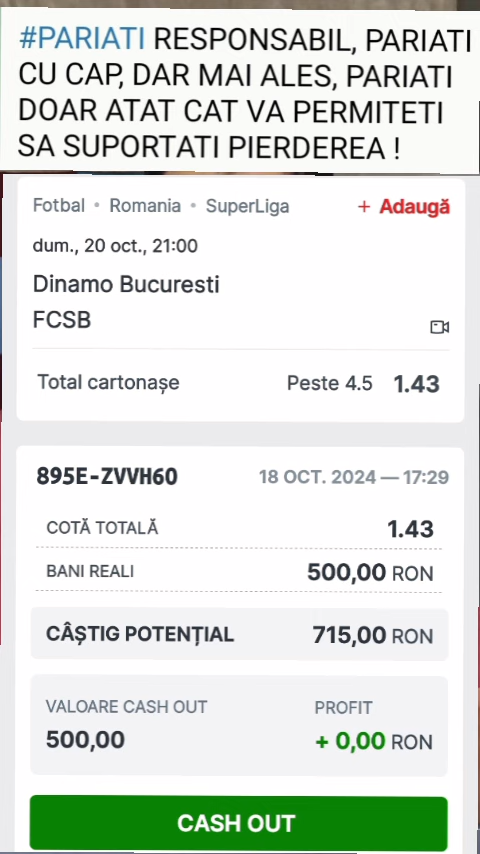 #PARIATI RESPONSABIL, PARIATI
CU CAP, DAR MAI ALES, PARIATI
DOAR ATAT CAT VA PERMITETI
SA SUPORTATI PIERDEREA !
Fotbal • Romania • SuperLiga + Adaugă
dum., 20 oct., 21:00
Dinamo Bucuresti
FCSB
Total cartonașe Peste 4.5 1.43
895E-ZVVH60 18 OCT. 2024 — 17:29
COTĂ TOTALĂ 1.43
BANI REALI 500,00 RON
CÂȘTIG POTENȚIAL 715,00 RON
VALOARE CASH OUT PROFIT
500,00 + 0,00 RON
CASH OUT